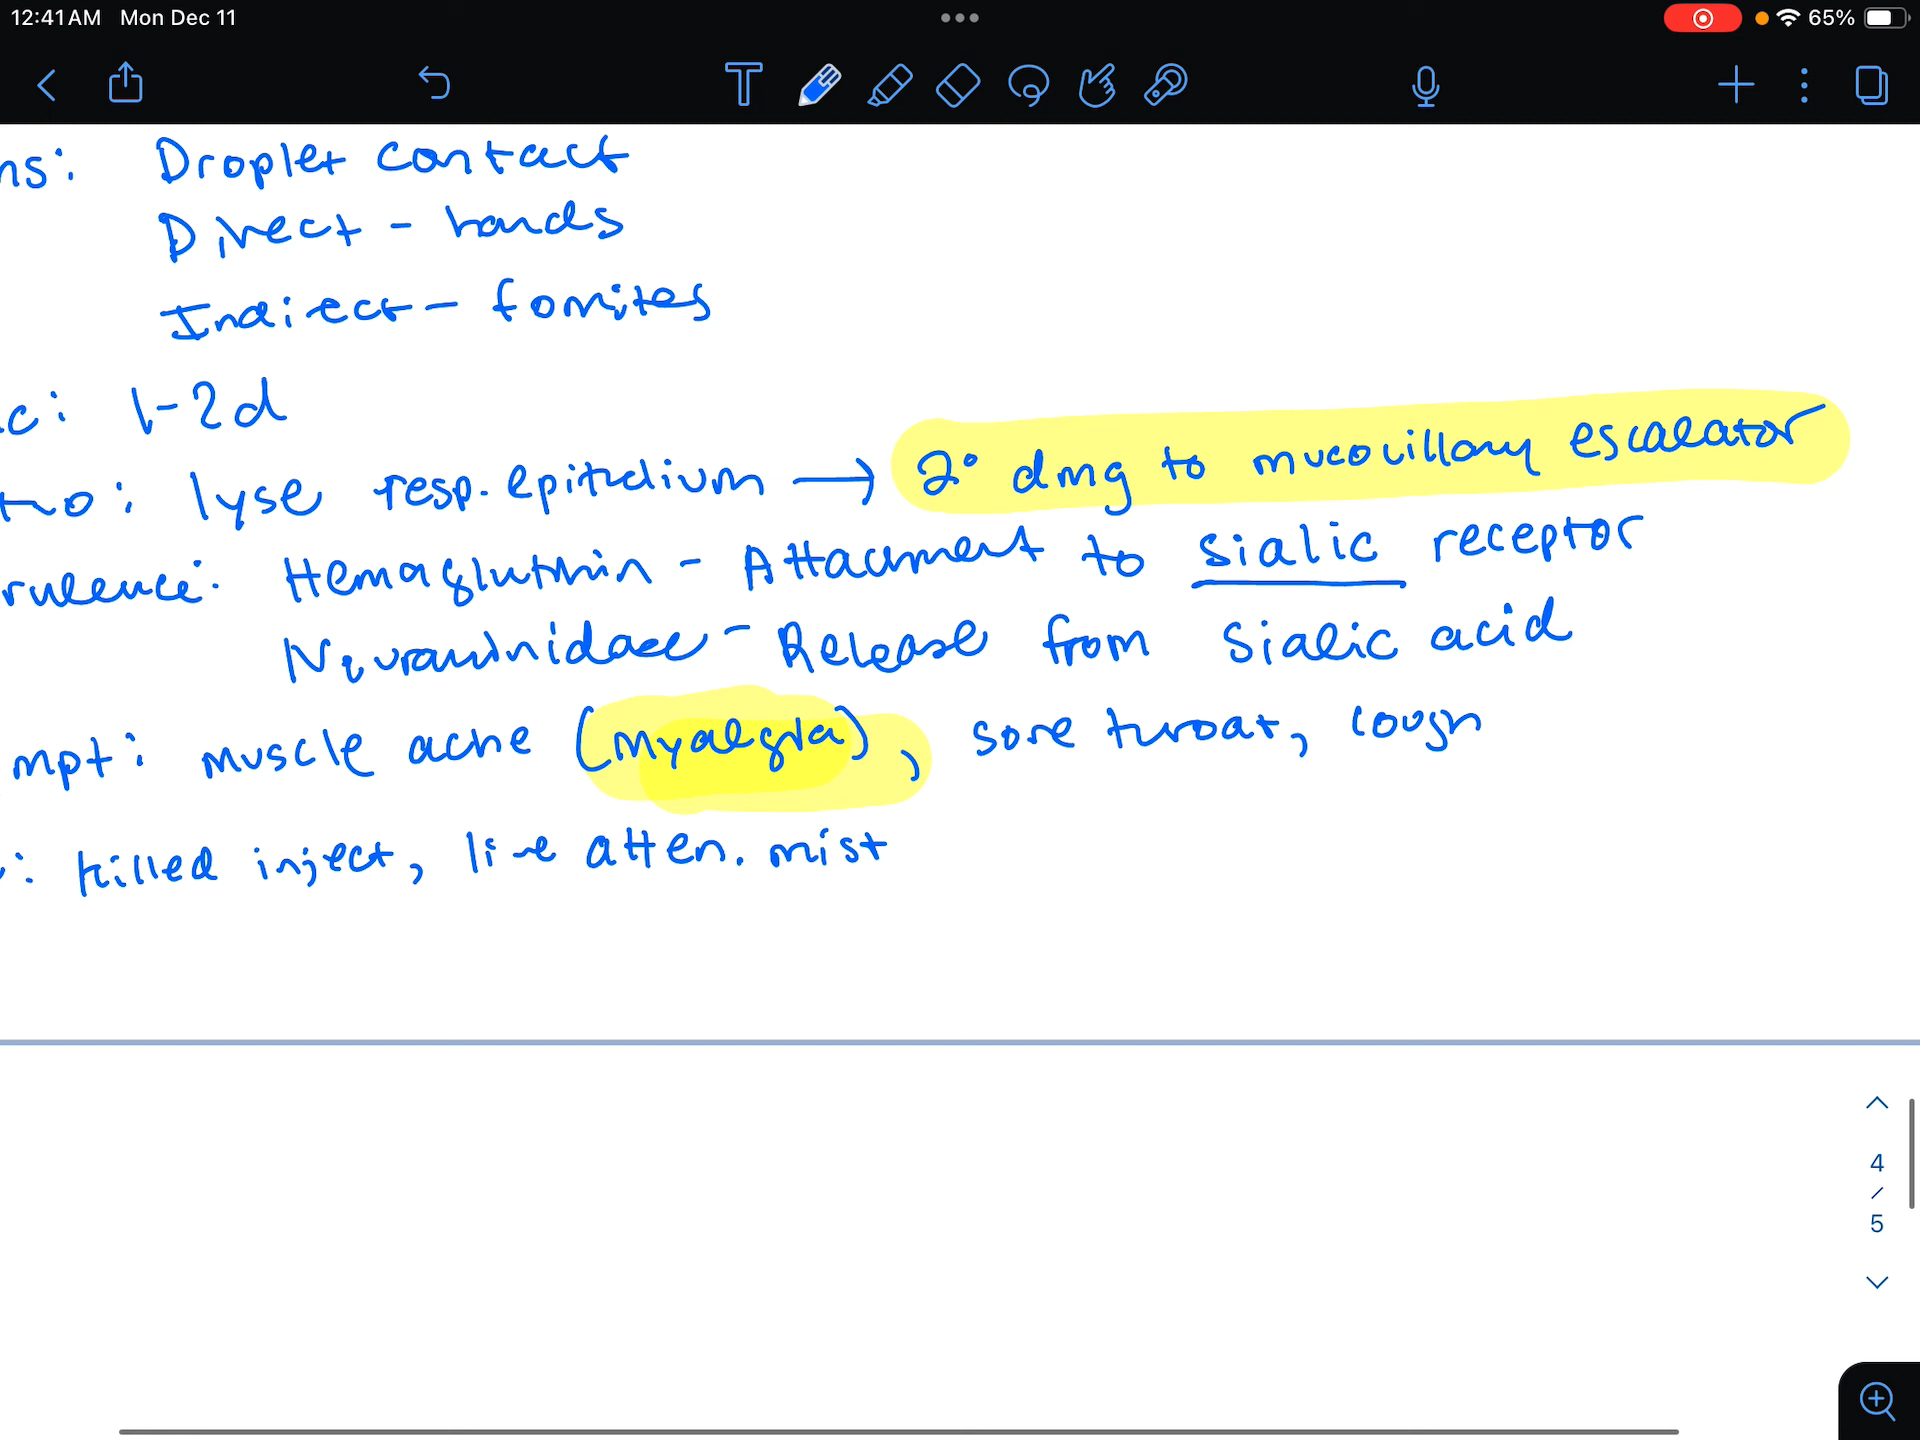 12:41 AM Mon Dec 11 65%
ns: Droplet contact
Direct - hands
Indirect - fomites
c: 1-2d
tho: lyse resp. epithelium → 2° dmg to mucocillary escalator
rulence: Hemagluttnin - Attachment to sialic receptor
Neuraminidase - Release from sialic acid
mpt: muscle ache (myalgia), sore throat, cough
: killed inject, live atten. mist
4
/
5